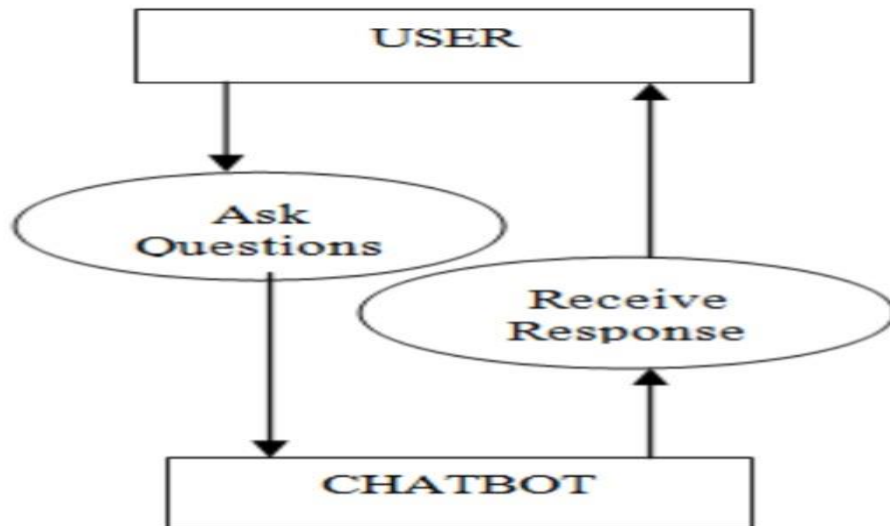 USER
Ask
Questions
Receive
Response
CHATBOT